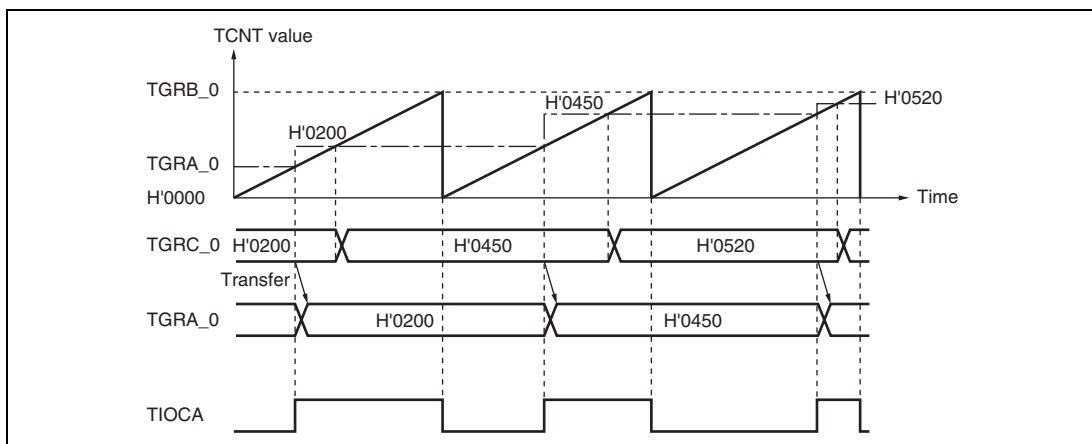 TCNT value
TGRB_0
H'0450
H'0520
H'0200
TGRA_0
H'0000
Time
TGRC_0
H'0200
H'0450
H'0520
Transfer
TGRA_0
H'0200
H'0450
TIOCA